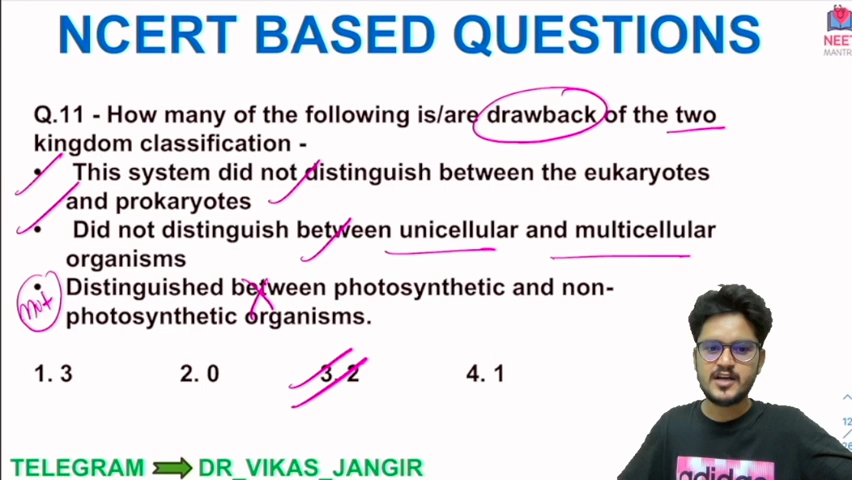 NCERT BASED QUESTIONS
NEET
MANTRA
Q.11 - How many of the following is/are drawback of the two
kingdom classification -
• This system did not distinguish between the eukaryotes
and prokaryotes
• Did not distinguish between unicellular and multicellular
organisms
not
• Distinguished between photosynthetic and non-
photosynthetic organisms.
1. 3 2. 0 3. 2 4. 1
adidas
TELEGRAM DR_VIKAS_JANGIR